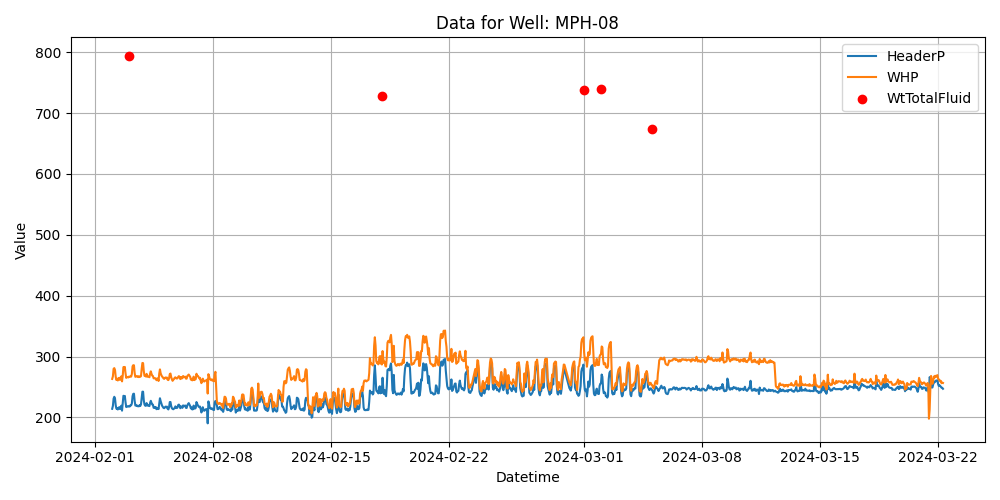 Data for Well: MPH-08
HeaderP
WHP
WtTotalFluid
Value
800
700
600
500
400
300
200
2024-02-01
2024-02-08
2024-02-15
2024-02-22
2024-03-01
2024-03-08
2024-03-15
2024-03-22
Datetime